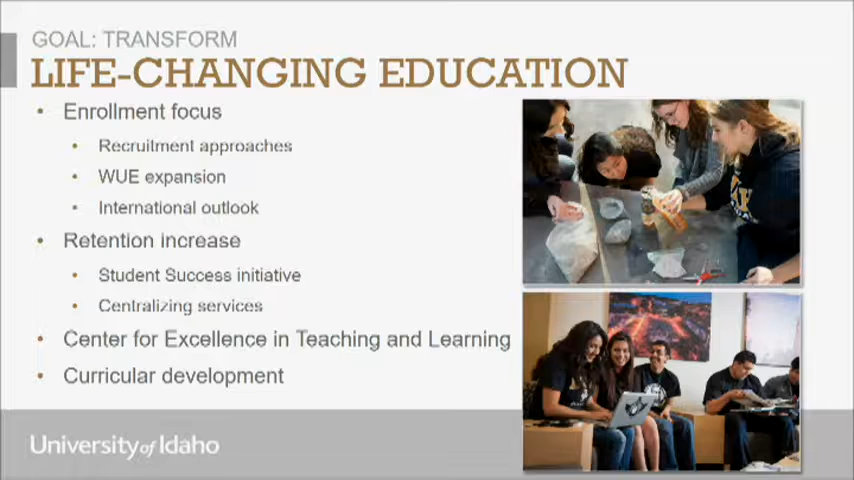 GOAL: TRANSFORM
LIFE-CHANGING EDUCATION
• Enrollment focus
• Recruitment approaches
• WUE expansion
• International outlook
• Retention increase
• Student Success initiative
• Centralizing services
• Center for Excellence in Teaching and Learning
• Curricular development
University of Idaho